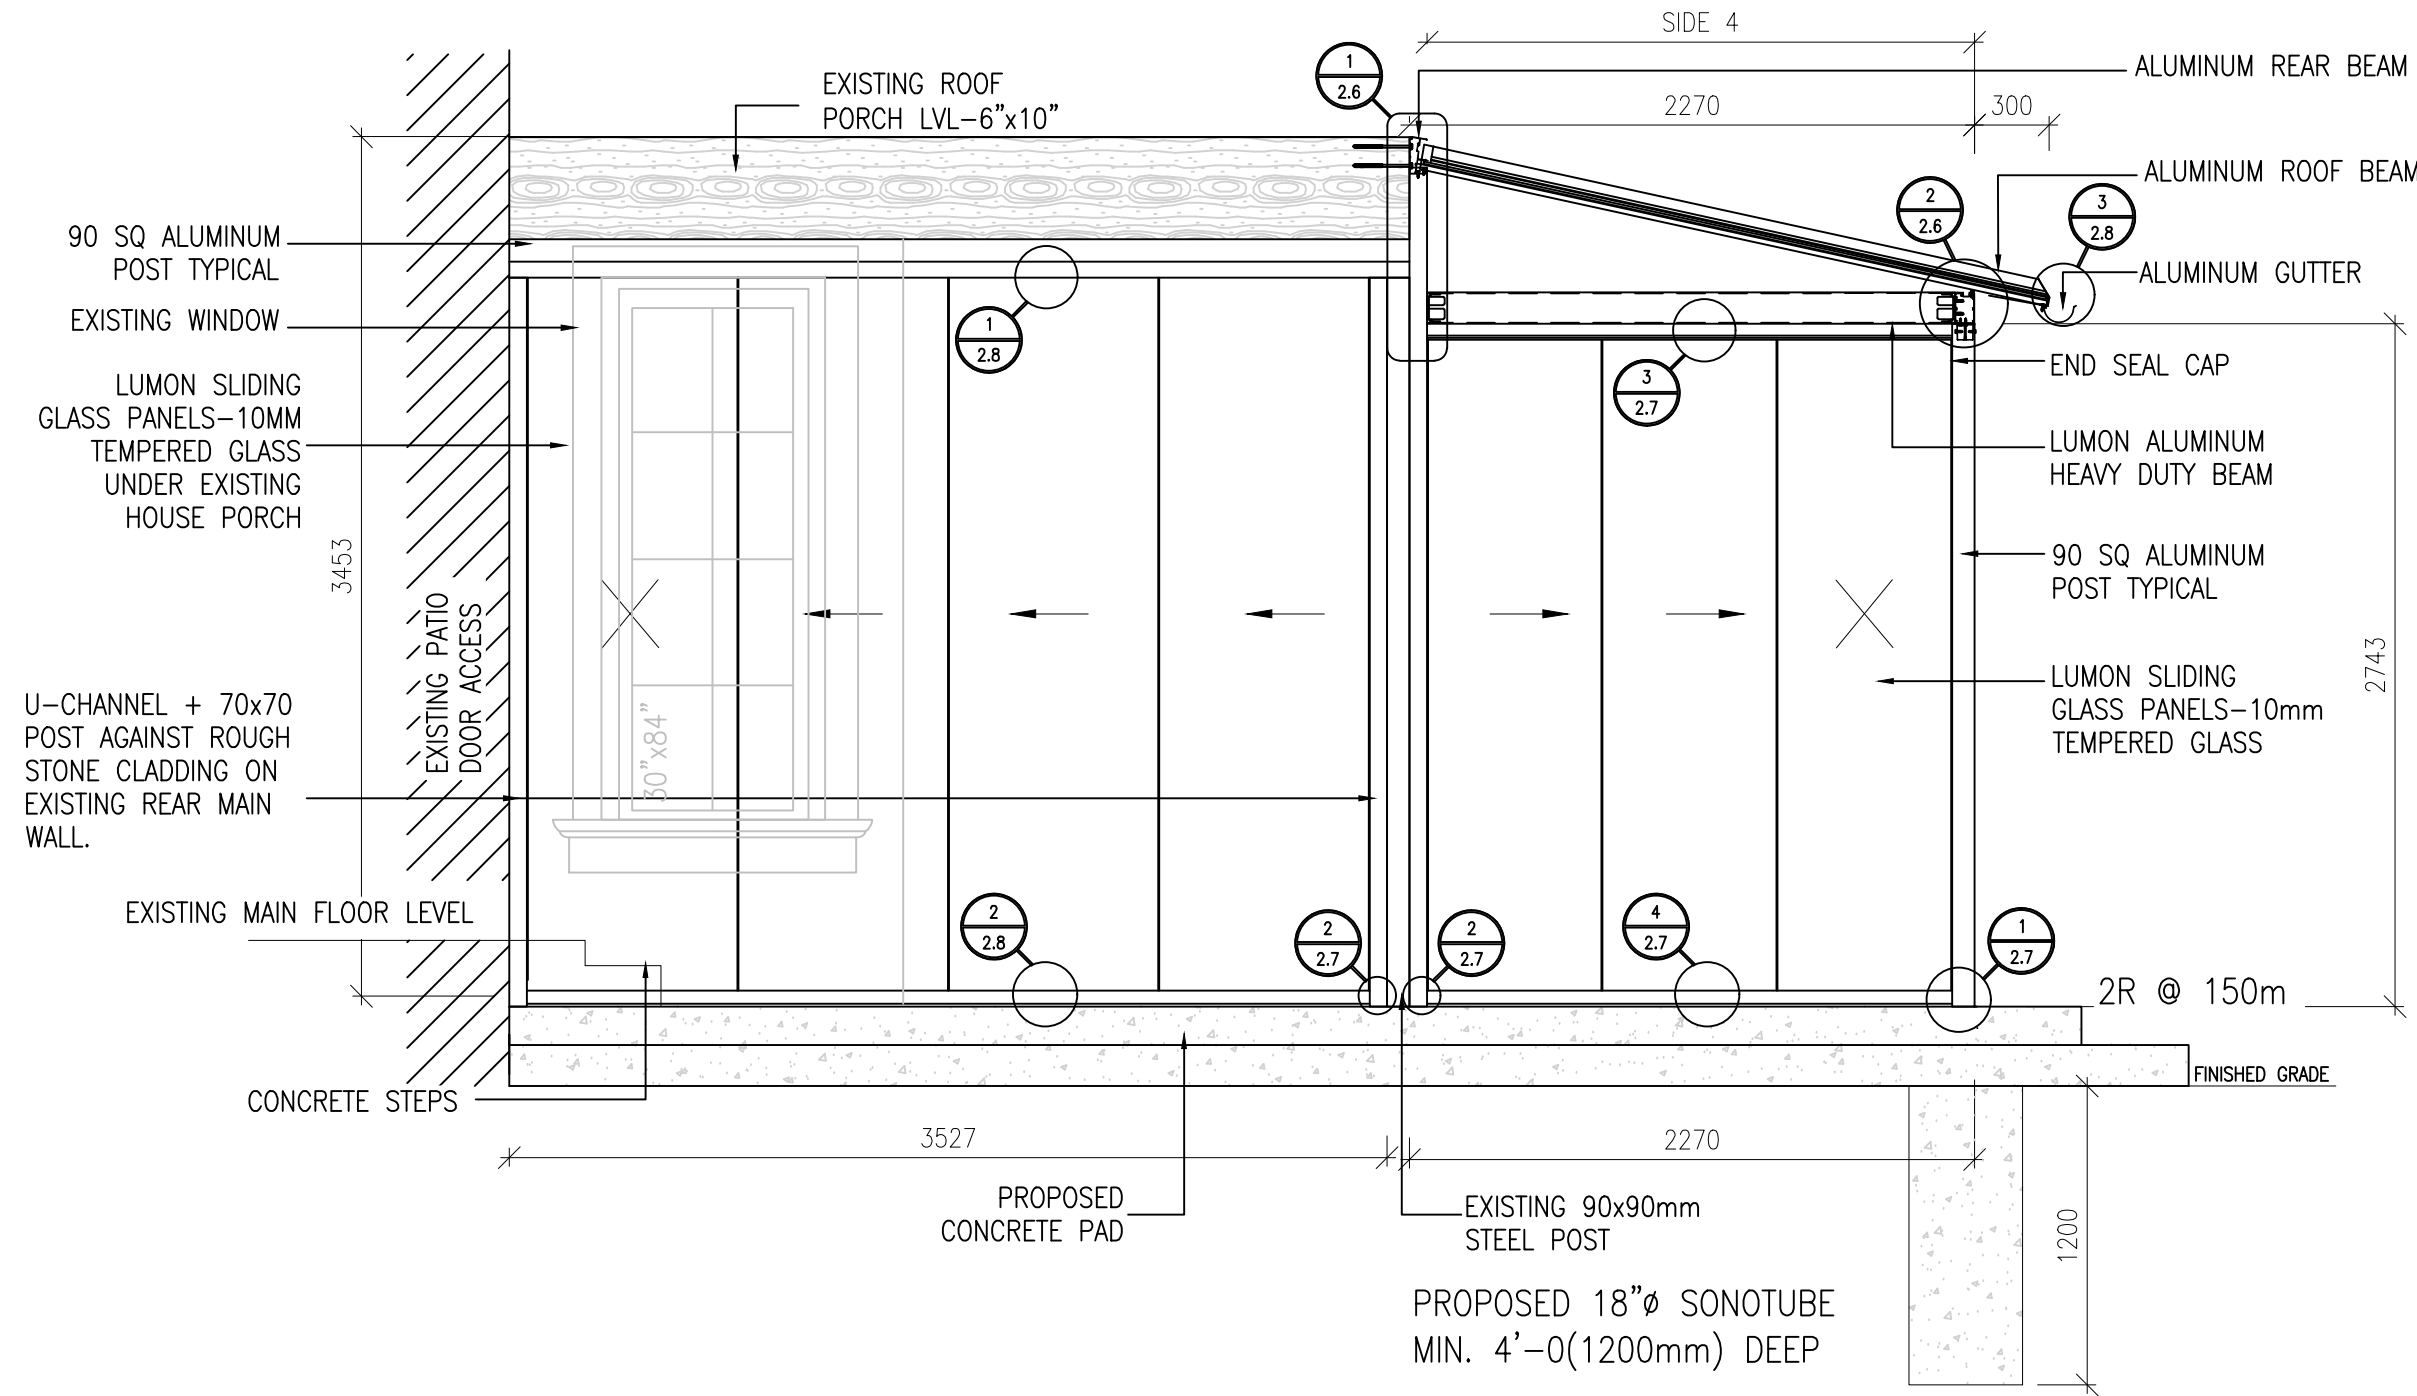 SIDE 4
1
2.6
ALUMINUM REAR BEAM
EXISTING ROOF
PORCH LVL-6"x10"
2270
300
ALUMINUM ROOF BEAM
2
2.6
3
2.8
90 SQ ALUMINUM
POST TYPICAL
ALUMINUM GUTTER
EXISTING WINDOW
1
2.8
END SEAL CAP
3
2.7
LUMON SLIDING
GLASS PANELS-10MM
TEMPERED GLASS
UNDER EXISTING
HOUSE PORCH
LUMON ALUMINUM
HEAVY DUTY BEAM
3453
90 SQ ALUMINUM
POST TYPICAL
EXISTING PATIO
DOOR ACCESS
2743
U-CHANNEL + 70x70
POST AGAINST ROUGH
STONE CLADDING ON
EXISTING REAR MAIN
WALL.
30"x84"
LUMON SLIDING
GLASS PANELS-10mm
TEMPERED GLASS
EXISTING MAIN FLOOR LEVEL
2
2.8
2
2.7
2
2.7
4
2.7
1
2.7
2R @ 150m
FINISHED GRADE
CONCRETE STEPS
3527
2270
PROPOSED
CONCRETE PAD
EXISTING 90x90mm
STEEL POST
1200
PROPOSED 18"ø SONOTUBE
MIN. 4'-0(1200mm) DEEP